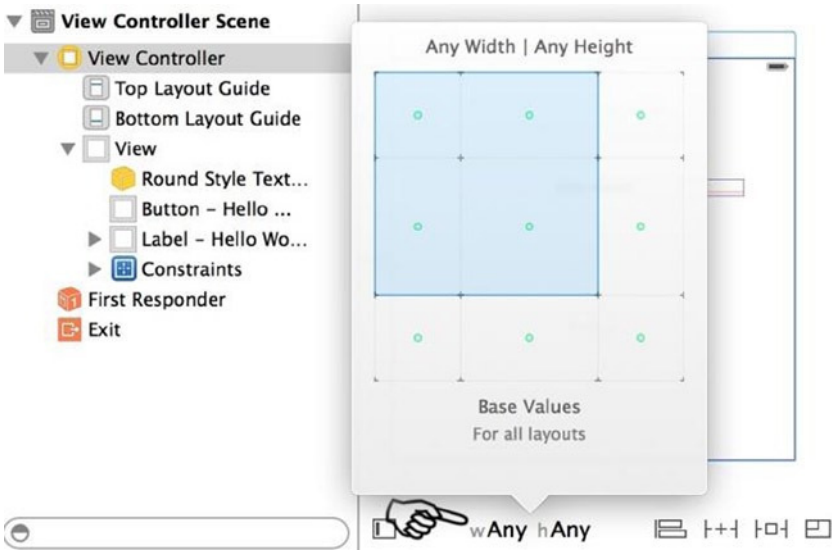 View Controller Scene
View Controller
Top Layout Guide
Bottom Layout Guide
View
Round Style Text...
Button – Hello ...
Label – Hello Wo...
Constraints
First Responder
Exit
Any Width | Any Height
Base Values
For all layouts
wAny hAny